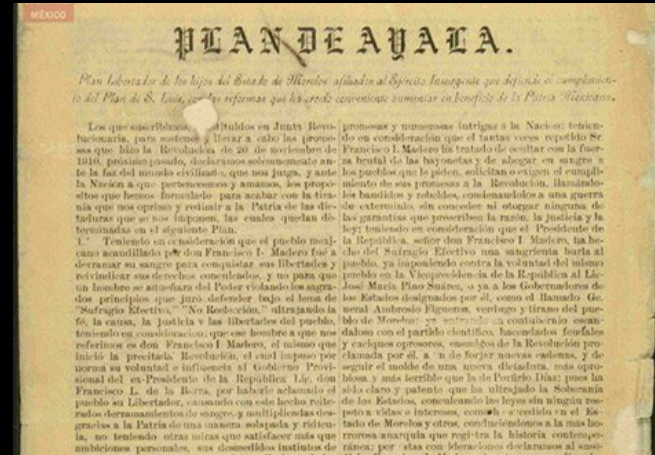 MÉXICO
PLAN DE AYALA.
Plan Libertador de los hijos del Estado de Morelos, afiliados al Ejército Insurgente que defiende el cumplimien-
to del Plan de S. Luis, con las reformas que ha creido conveniente aumentar en beneficio de la Patria Mexicana.
Los que suscribimos, constituidos en Junta Revo-
lucionaria, para sostener y llevar a cabo las prome-
sas que hizo la Revolución de 20 de noviembre de
1910, próximo pasado, declaramos solemnemente an-
te la faz del mundo civilizado, que nos juzga, y ante
la Nación a que pertenecemos y amamos, los propó-
sitos que hemos formulado para acabar con la tira-
nía que nos oprime y redimir a la Patria de las dic-
taduras que se nos imponen, las cuales quedan de-
terminadas en el siguiente Plan.
1.° Teniendo en consideración que el pueblo mexi-
cano acaudillado por don Francisco I. Madero fué a
derramar su sangre para conquistar sus libertades y
reivindicar sus derechos conculcados, y no para que
un hombre se adueñara del Poder violando los sagra-
dos principios que juró defender bajo el lema de
"Sufragio Efectivo," "No Reelección," ultrajando la
fé, la causa, la justicia y las libertades del pueblo,
teniendo en consideracion; que ese hombre a que nos
referimos es don Francisco I. Madero, el mismo que
inició la precitada Revolución, el cual impuso por
norma su voluntad e influencia al Gobierno Provi-
sional del ex-Presidente de la República Lic. don
Francisco L. de la Barra, por haberle aclamado el
pueblo su Libertador, causando con este hecho reite-
rados derramamientos de sangre, y multiplicadas des-
gracias a la Patria de una manera solapada y ridícu-
la, no teniendo otras miras que satisfacer más que
ambiciones personales, sus desmedidos instintos de
promesas y numerosas intrigas a la Nacion; tenien-
do en consideración que el tantas veces repetido Sr.
Francisco I. Madero ha tratado de ocultar con la fuer-
za brutal de las bayonetas y de ahogar en sangre a
los pueblos que le piden, solicitan o exigen el cumpli-
miento de sus promesas a la Revolución, llamándo-
los bandidos y rebeldes, condenándolos a una guerra
de exterminio, sin conceder ni otorgar ninguna de
las garantias que prescriben la razón, la justicia y la
ley; teniendo en consideración que el Presidente de
la República, señor don Francisco I. Madero, ha he-
cho del Sufragio Efectivo una sangrienta burla al
pueblo, ya imponiendo contra la voluntad del mismo
pueblo en la Vicepresidencia de la República al Lic.
José María Pino Suárez, o ya a los Gobernadores de
los Estados designados por él, como el llamado Ge
neral Ambrosio Figueroa, verdugo y tirano del pue-
blo de Morelos; ya entrando en contubernio escan-
daloso con el partido científico, hacendados feudales
y caciques opresores, enemigos de la Revolución pro-
clamada por él, a n de forjar nuevas cadenas, y de
seguir el molde de una nueva dictadura, más opro-
biosa y más terrible que la de Porfirio Díaz; pues ha
sido claro y patente que ha ultrajado la Soberanía
de los Estados, conculcando las leyes sin ningún res-
peto a vidas e intereses, como h sucedido en el Es-
tado de Morelos y otros, conduciéndonos a la más ho-
rrorosa anarquía que registra la historia contempo-
ránea; por estas con ideraciones declaramos al suso-